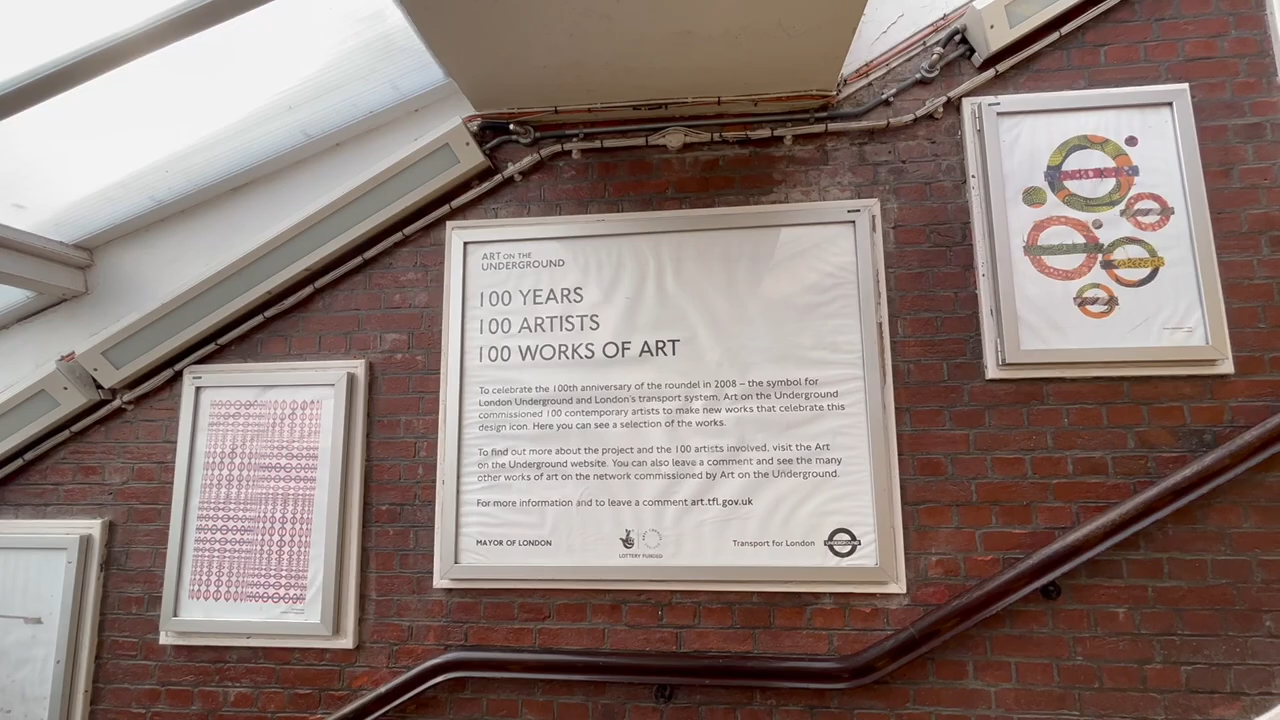 ART ON THE
UNDERGROUND
100 YEARS
100 ARTISTS
100 WORKS OF ART
To celebrate the 100th anniversary of the roundel in 2008 – the symbol for
London Underground and London's transport system, Art on the Underground
commissioned 100 contemporary artists to make new works that celebrate this
design icon. Here you can see a selection of the works.
To find out more about the project and the 100 artists involved, visit the Art
on the Underground website. You can also leave a comment and see the many
other works of art on the network commissioned by Art on the Underground.
For more information and to leave a comment art.tfl.gov.uk
MAYOR OF LONDON
LOTTERY FUNDED
Transport for London
UNDERGROUND